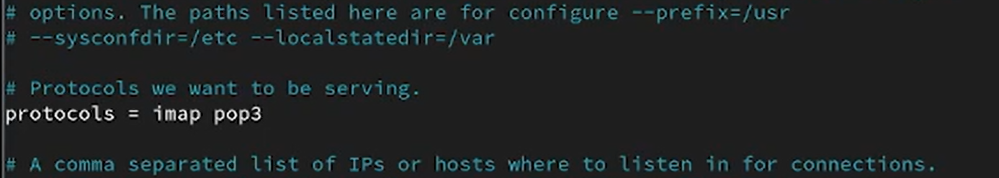 # options. The paths listed here are for configure --prefix=/usr
# --sysconfdir=/etc --localstatedir=/var
# Protocols we want to be serving.
protocols = imap pop3
# A comma separated list of IPs or hosts where to listen in for connections.